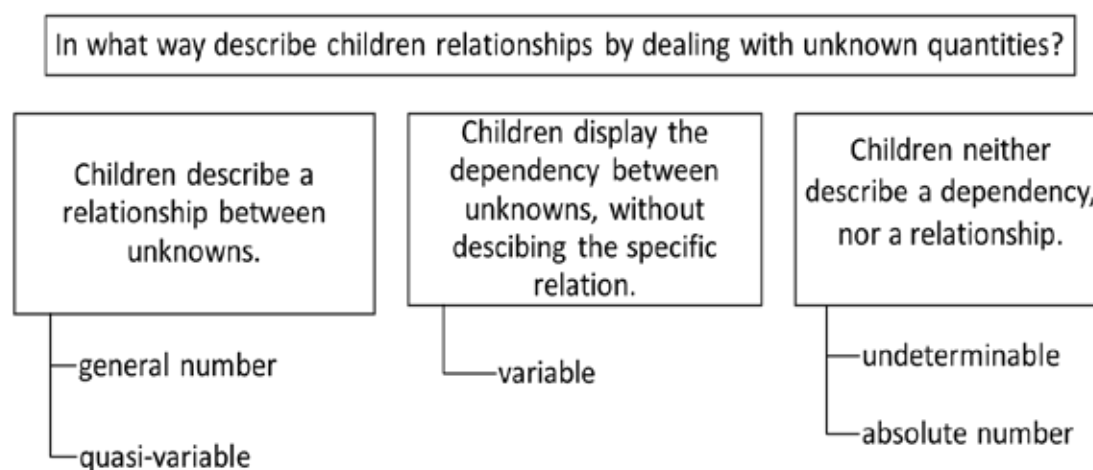 In what way describe children relationships by dealing with unknown quantities?
Children describe a
relationship between
unknowns.
general number
quasi-variable
Children display the
dependency between
unknowns, without
descibing the specific
relation.
variable
Children neither
describe a dependency,
nor a relationship.
undeterminable
absolute number